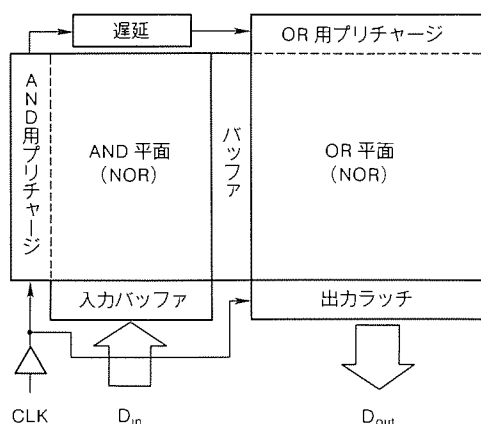 遅延
OR 用プリチャージ
AND用プリチャージ
AND 平面
(NOR)
バッファ
OR 平面
(NOR)
入力バッファ
出力ラッチ
CLK
Din
Dout